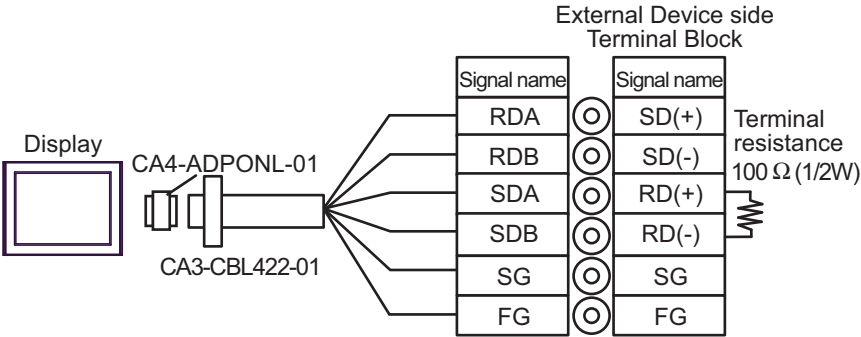 External Device side
Terminal Block
Signal name Signal name
RDA SD(+)
RDB SD(-)
SDA RD(+)
SDB RD(-)
SG SG
FG FG
Terminal
resistance
100 Ω (1/2W)
Display
CA4-ADPONL-01
CA3-CBL422-01